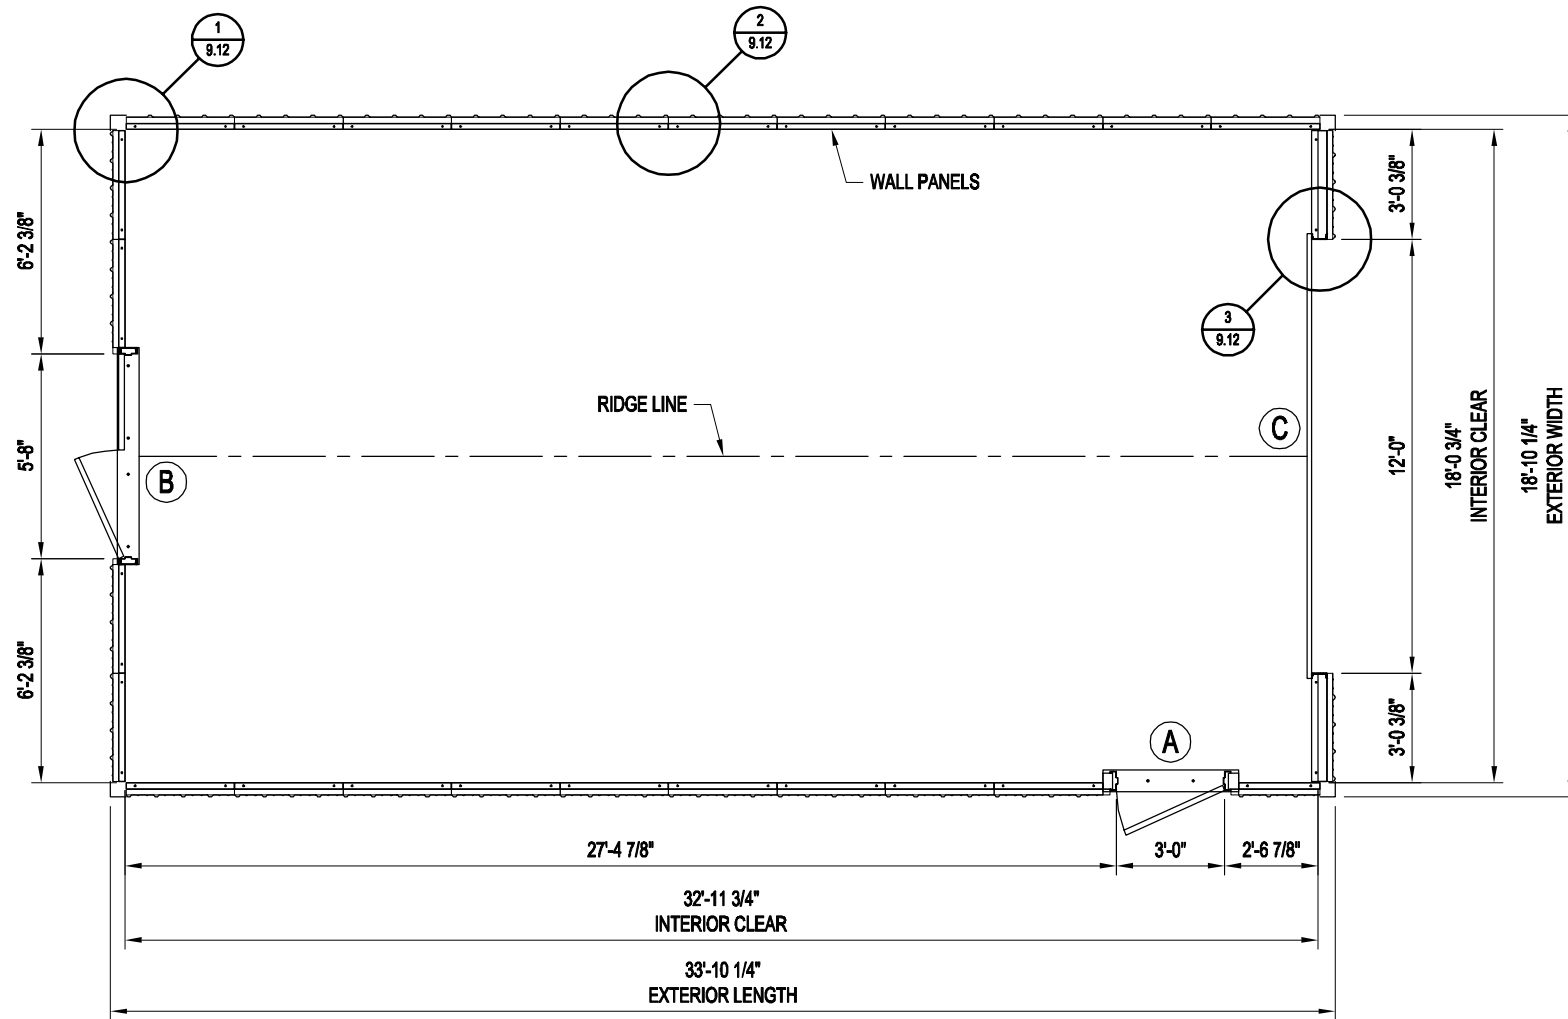 1
9.12
2
9.12
WALL PANELS
3'-0 3/8"
6'-2 3/8"
3
9.12
RIDGE LINE
C
5'-8"
B
12'-0"
18'-0 3/4"
INTERIOR CLEAR
18'-10 1/4"
EXTERIOR WIDTH
6'-2 3/8"
3'-0 3/8"
A
27'-4 7/8"
3'-0"
2'-6 7/8"
32'-11 3/4"
INTERIOR CLEAR
33'-10 1/4"
EXTERIOR LENGTH